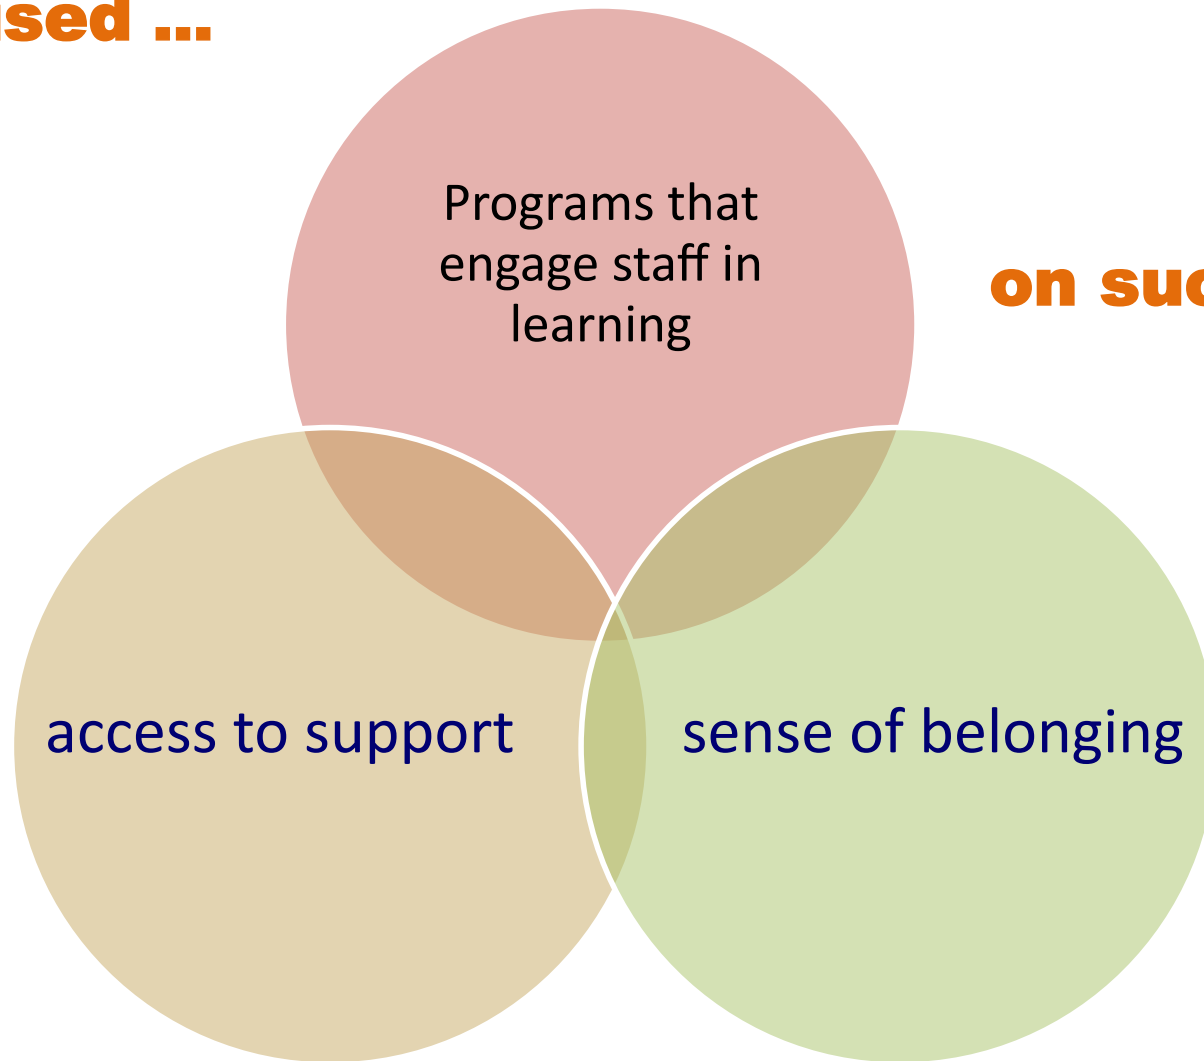 sed ...
Programs that
engage staff in
learning
on suc
access to support
sense of belonging